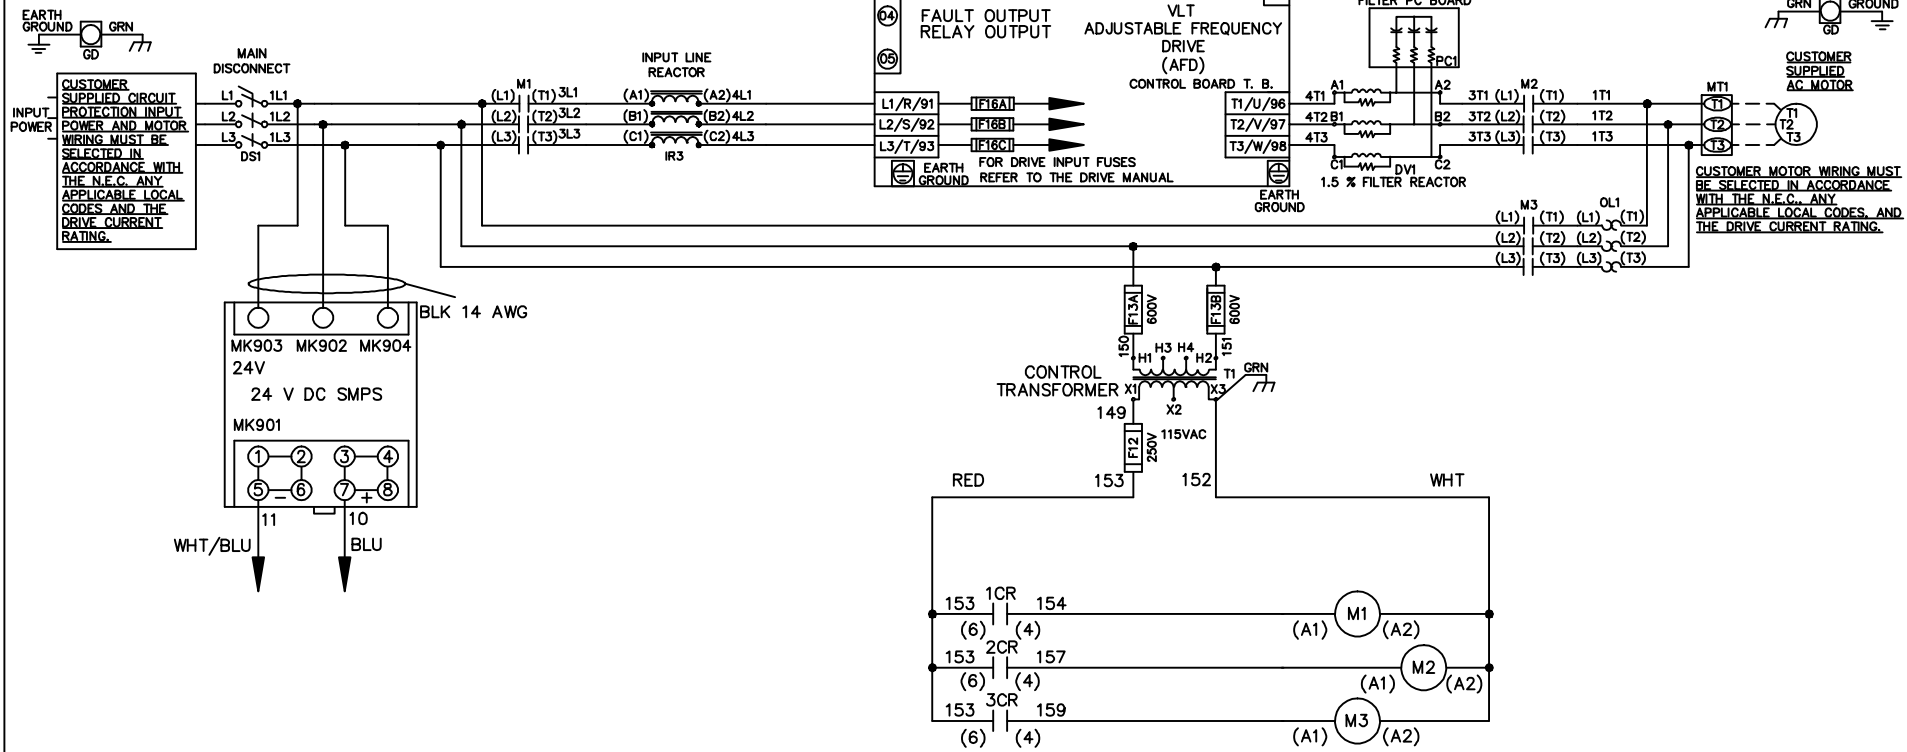 EARTH
GROUND
GRN
GD
MAIN
DISCONNECT
INPUT
POWER
CUSTOMER
SUPPLIED CIRCUIT
PROTECTION INPUT
POWER AND MOTOR
WIRING MUST BE
SELECTED IN
ACCORDANCE WITH
THE N.E.C. ANY
APPLICABLE LOCAL
CODES AND THE
DRIVE CURRENT
RATING.
L1 1L1
L2 1L2
L3 1L3
DS1
M1
(L1) (T1) 3L1
(L2) (T2) 3L2
(L3) (T3) 3L3
INPUT LINE
REACTOR
(A1) (A2) 4L1
(B1) (B2) 4L2
(C1) (C2) 4L3
IR3
04
05
FAULT OUTPUT
RELAY OUTPUT
VLT
ADJUSTABLE FREQUENCY
DRIVE
(AFD)
CONTROL BOARD T. B.
L1/R/91 F16A T1/U/96
L2/S/92 F16B T2/V/97
L3/T/93 F16C T3/W/98
EARTH
GROUND
FOR DRIVE INPUT FUSES
REFER TO THE DRIVE MANUAL
EARTH
GROUND
FILTER PC BOARD
PC1
4T1 A1 A2
4T2 B1 B2
4T3 C1 C2
DV1
1.5 % FILTER REACTOR
M2
3T1 (L1) (T1) 1T1
3T2 (L2) (T2) 1T2
3T3 (L3) (T3) 1T3
GRN
GROUND
GD
CUSTOMER
SUPPLIED
AC MOTOR
MT1
T1 T1
T2 T2
T3 T3
CUSTOMER MOTOR WIRING MUST
BE SELECTED IN ACCORDANCE
WITH THE N.E.C., ANY
APPLICABLE LOCAL CODES, AND
THE DRIVE CURRENT RATING.
M3 OL1
(L1) (T1) (L1) (T1)
(L2) (T2) (L2) (T2)
(L3) (T3) (L3) (T3)
BLK 14 AWG
MK903 MK902 MK904
24V
24 V DC SMPS
MK901
1 2 3 4
5 − 6 7 + 8
11 10
WHT/BLU BLU
F13A 600V
F13B 600V
150 151
H1 H3 H4 H2
CONTROL
TRANSFORMER
T1
GRN
X1 X2 X3
149
115VAC
F12 250V
153 152
RED WHT
1CR
153 154
(6) (4)
M1
(A1) (A2)
2CR
153 157
(6) (4)
M2
(A1) (A2)
3CR
153 159
(6) (4)
M3
(A1) (A2)